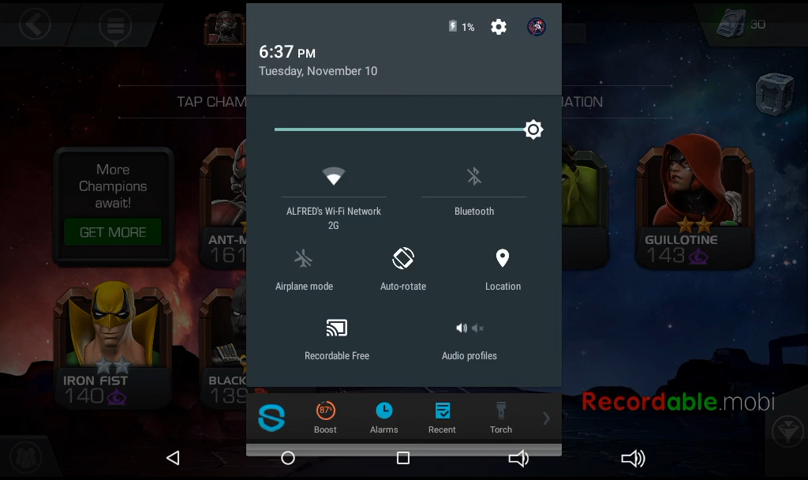 1%
6:37 PM
Tuesday, November 10
30
TAP CHAM
ATION
More
Champions
await!
GET MORE
ALFRED's Wi-Fi Network
2G
Bluetooth
ANT-M
161
GUILLOTINE
143
Airplane mode
Auto-rotate
Location
Recordable Free
Audio profiles
IRON FIST
140
BLACK
139
Recordable.mobi
87%
Boost
Alarms
Recent
Torch